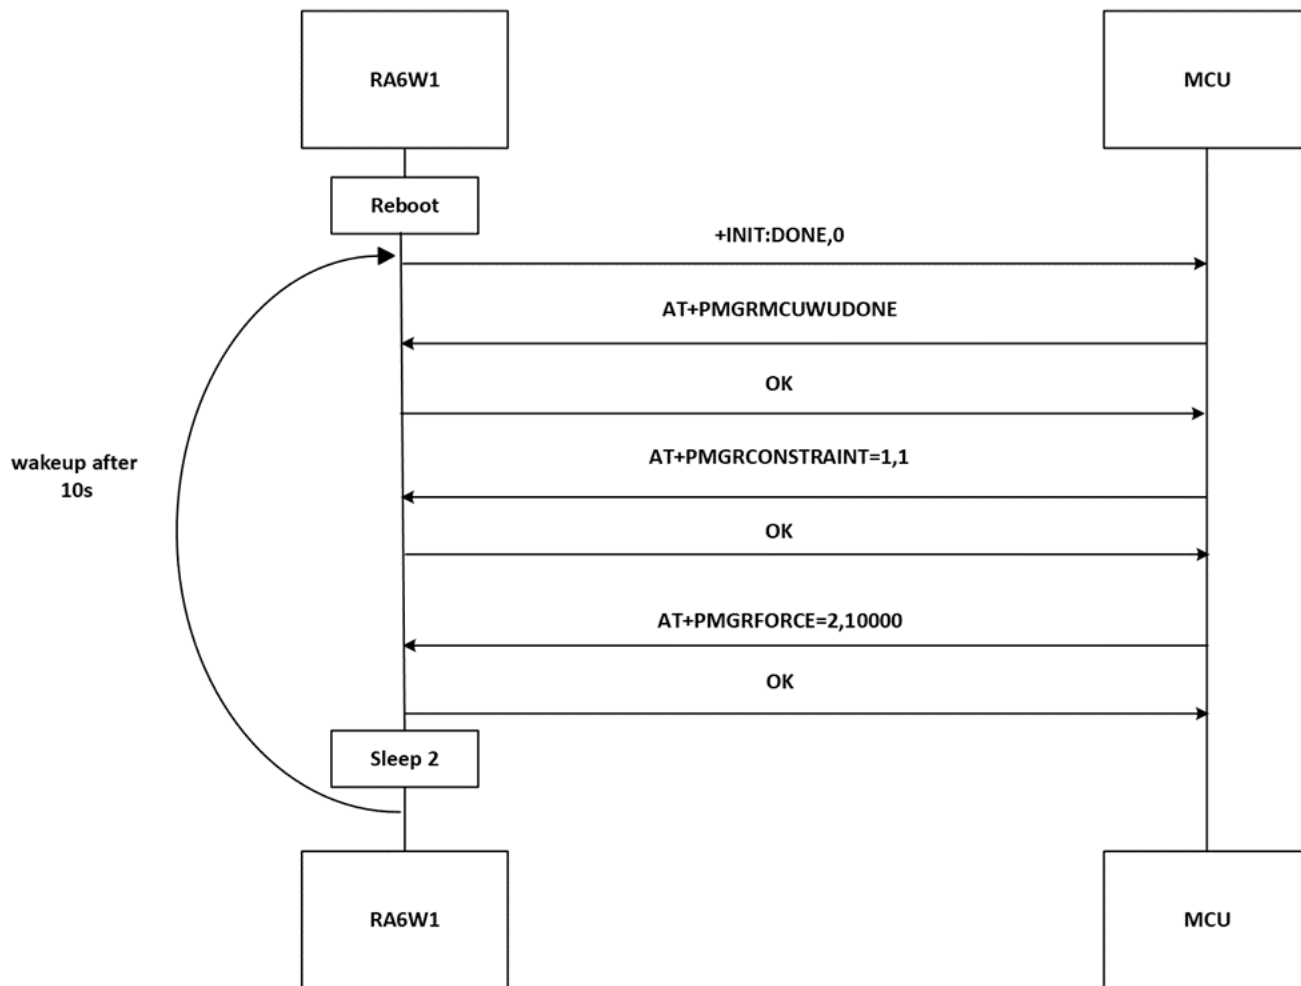 RA6W1
MCU
Reboot
+INIT:DONE,0
AT+PMGRMCUWUDONE
OK
wakeup after
10s
AT+PMGRCONSTRAINT=1,1
OK
AT+PMGRFORCE=2,10000
OK
Sleep 2
RA6W1
MCU